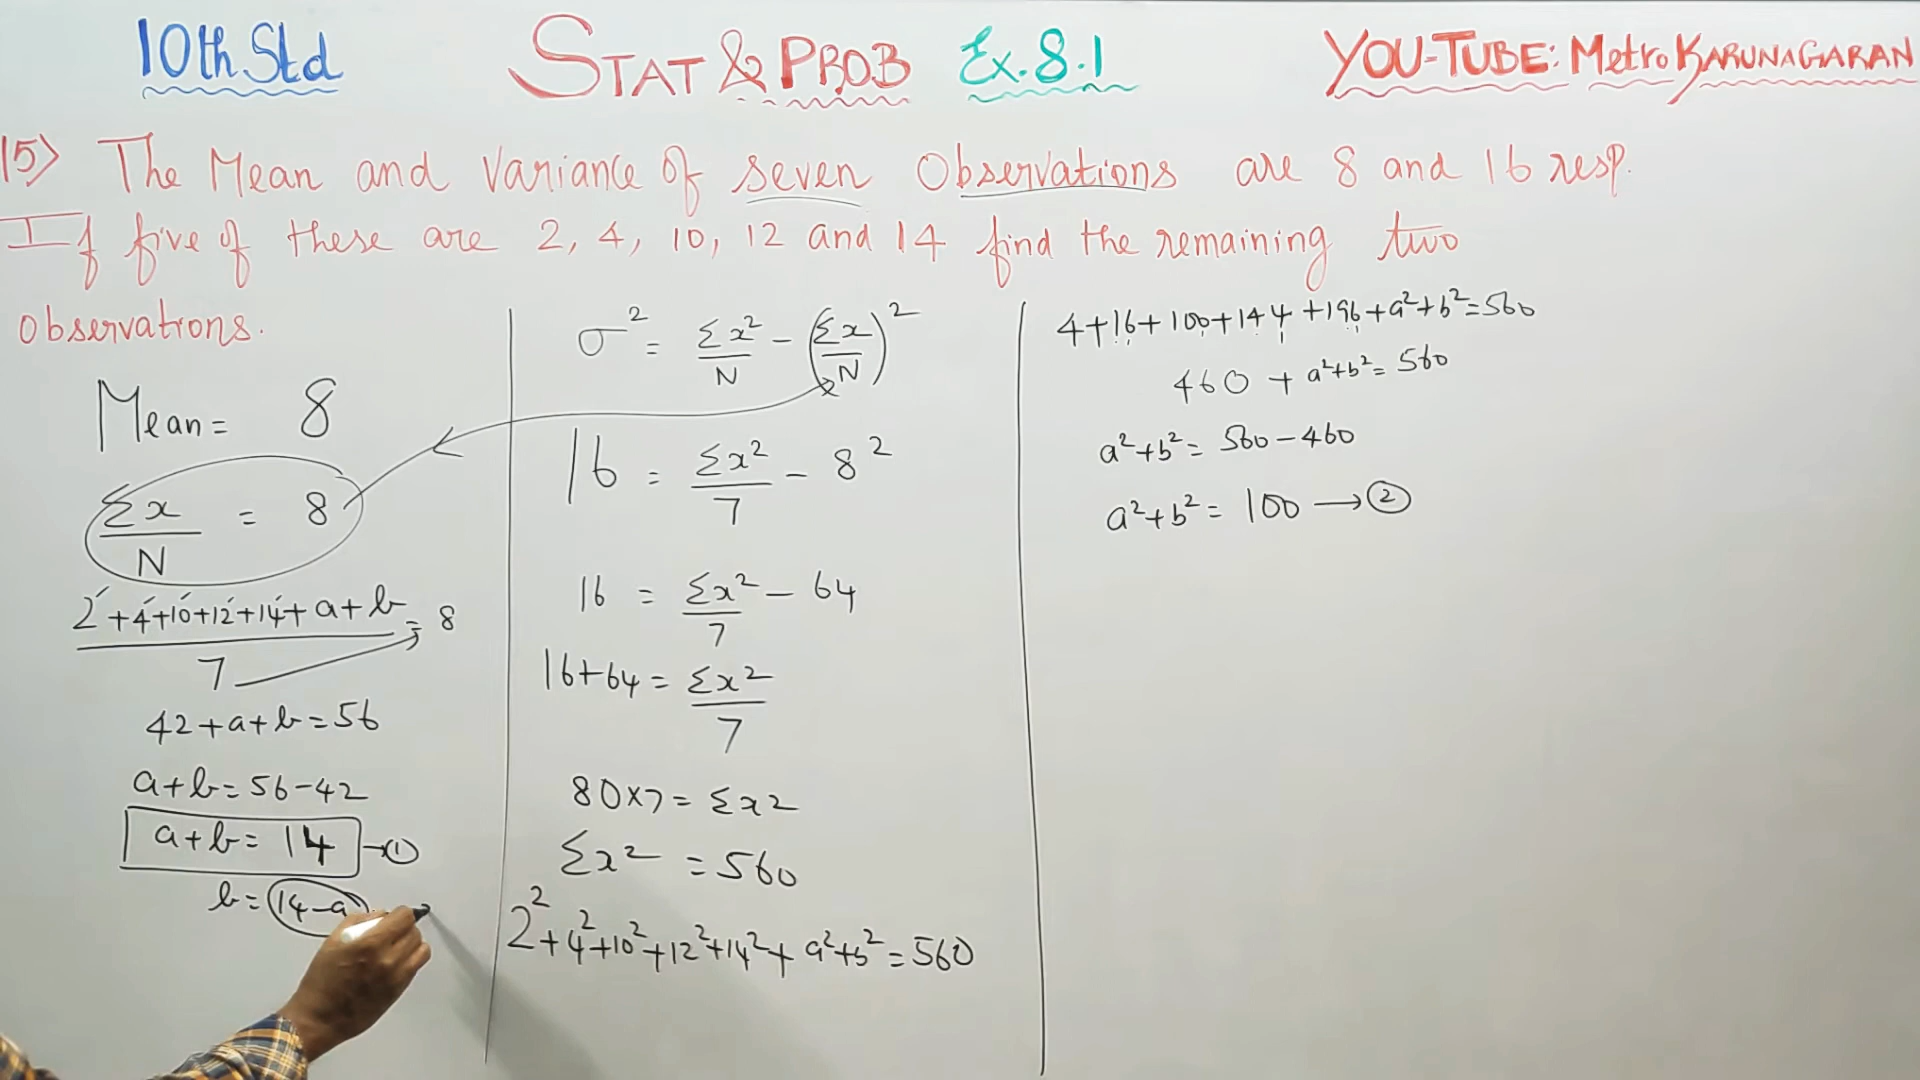 10th Std STAT & PROB Ex.8.1 YOU-TUBE: Metro KARUNAGARAN
15) The Mean and Variance of seven Observations are 8 and 16 resp.
If five of these are 2, 4, 10, 12 and 14 find the remaining two
observations.
Mean = 8
Σx/N = 8
(2+4+10+12+14+a+b)/7 = 8
42+a+b=56
a+b=56-42
a+b= 14 →①
b= 14-a
σ² = Σx²/N - (Σx/N)²
16 = Σx²/7 - 8²
16 = Σx²/7 - 64
16+64 = Σx²/7
80×7 = Σx2
Σx² = 560
2²+4²+10²+12²+14²+a²+b²=560
4+16+100+144+196+a²+b²=560
460 + a²+b²= 560
a²+b²= 560-460
a²+b²= 100 →②